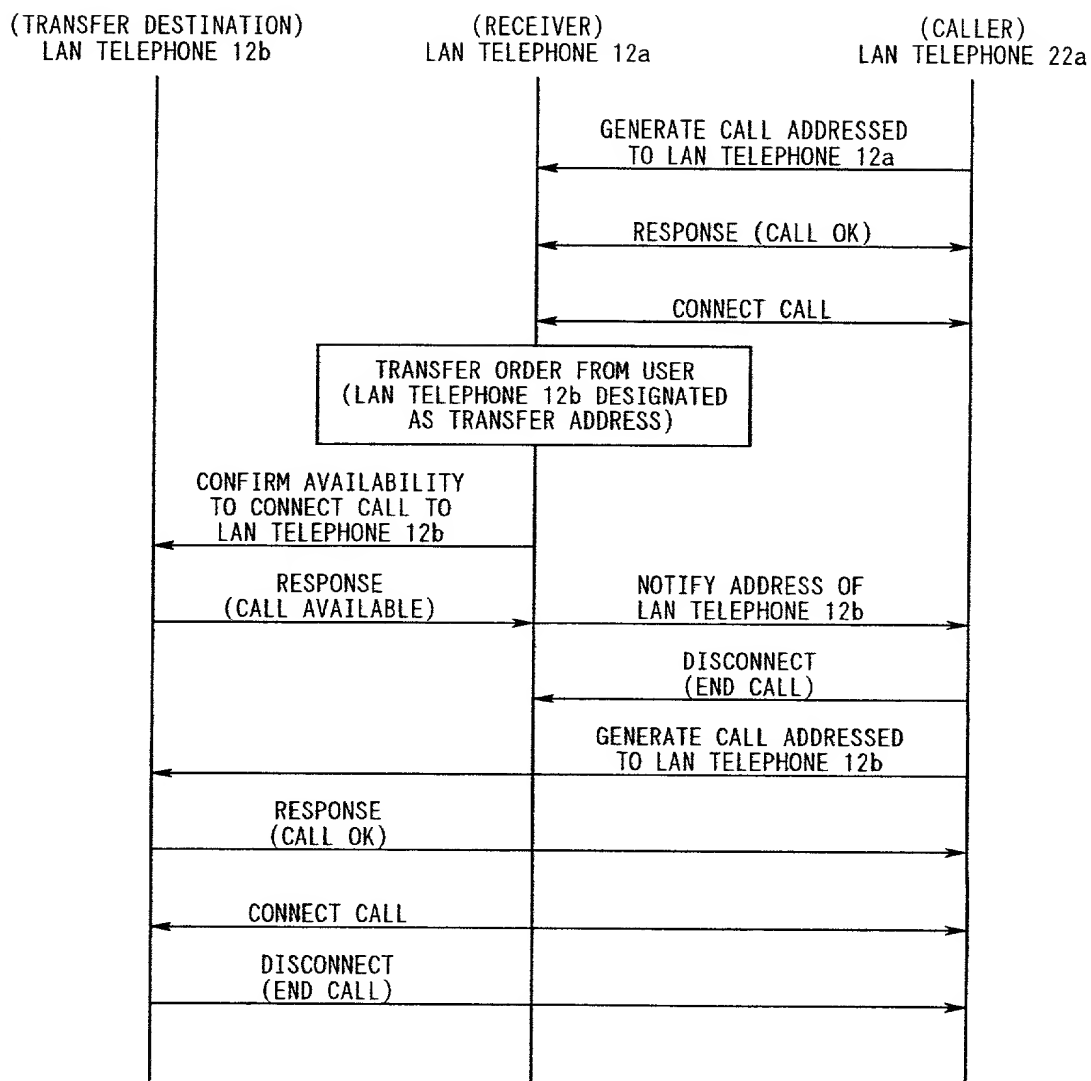 (TRANSFER DESTINATION)
LAN TELEPHONE 12b
(RECEIVER)
LAN TELEPHONE 12a
(CALLER)
LAN TELEPHONE 22a
GENERATE CALL ADDRESSED
TO LAN TELEPHONE 12a
RESPONSE (CALL OK)
CONNECT CALL
TRANSFER ORDER FROM USER
(LAN TELEPHONE 12b DESIGNATED
AS TRANSFER ADDRESS)
CONFIRM AVAILABILITY
TO CONNECT CALL TO
LAN TELEPHONE 12b
RESPONSE
(CALL AVAILABLE)
NOTIFY ADDRESS OF
LAN TELEPHONE 12b
DISCONNECT
(END CALL)
GENERATE CALL ADDRESSED
TO LAN TELEPHONE 12b
RESPONSE
(CALL OK)
CONNECT CALL
DISCONNECT
(END CALL)